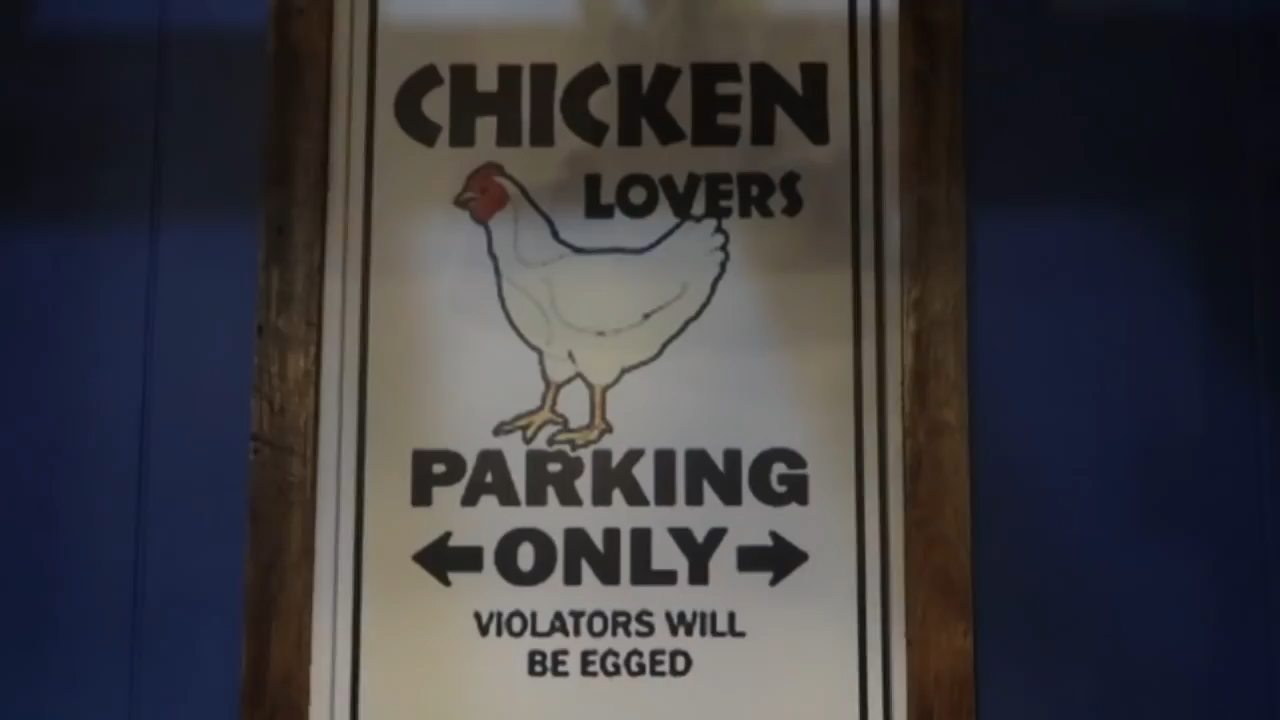 CHICKEN
LOVERS
PARKING
ONLY
VIOLATORS WILL
BE EGGED